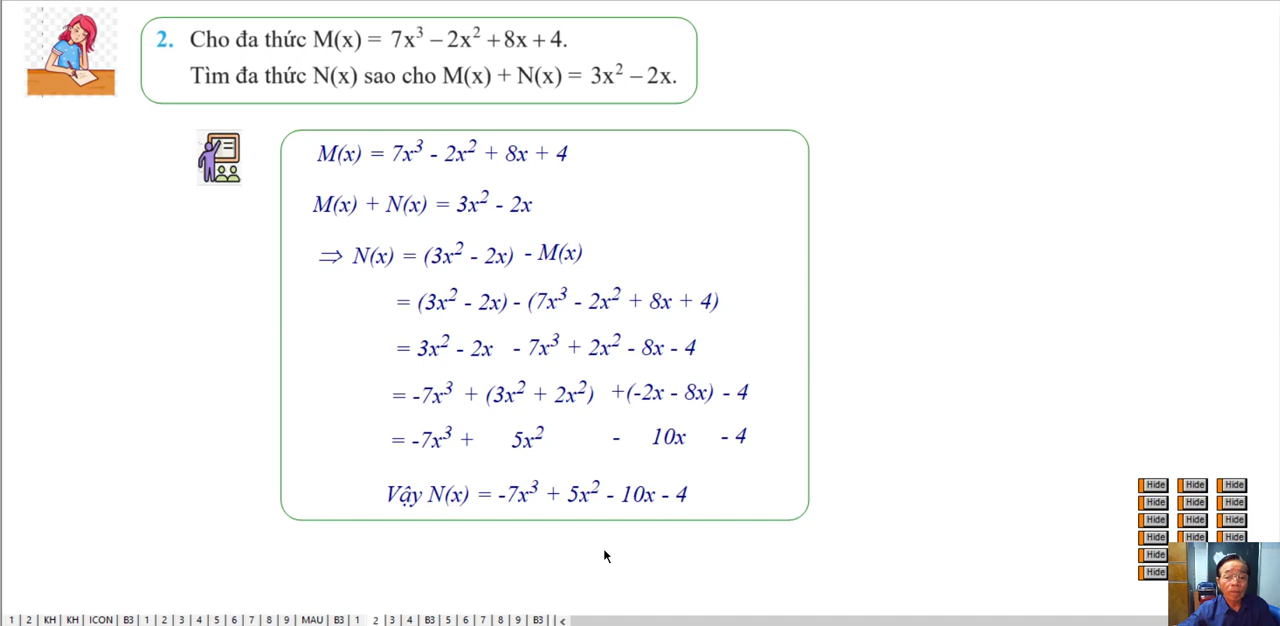 2. Cho đa thức M(x) = 7x³ – 2x² + 8x + 4.
Tìm đa thức N(x) sao cho M(x) + N(x) = 3x² – 2x.
M(x) = 7x³ - 2x² + 8x + 4
M(x) + N(x) = 3x² - 2x
⇒ N(x) = (3x² - 2x) - M(x)
= (3x² - 2x) - (7x³ - 2x² + 8x + 4)
= 3x² - 2x - 7x³ + 2x² - 8x - 4
= -7x³ + (3x² + 2x²) +(-2x - 8x) - 4
= -7x³ + 5x² - 10x - 4
Vậy N(x) = -7x³ + 5x² - 10x - 4
Hide Hide Hide
Hide Hide Hide
Hide Hide Hide
Hide Hide Hide
Hide
Hide
1 | 2 | KH | KH | ICON | B3 | 1 | 2 | 3 | 4 | 5 | 6 | 7 | 8 | 9 | MAU | B3 | 1 | 2 | 3 | 4 | B3 | 5 | 6 | 7 | 8 | 9 | B3 | | <